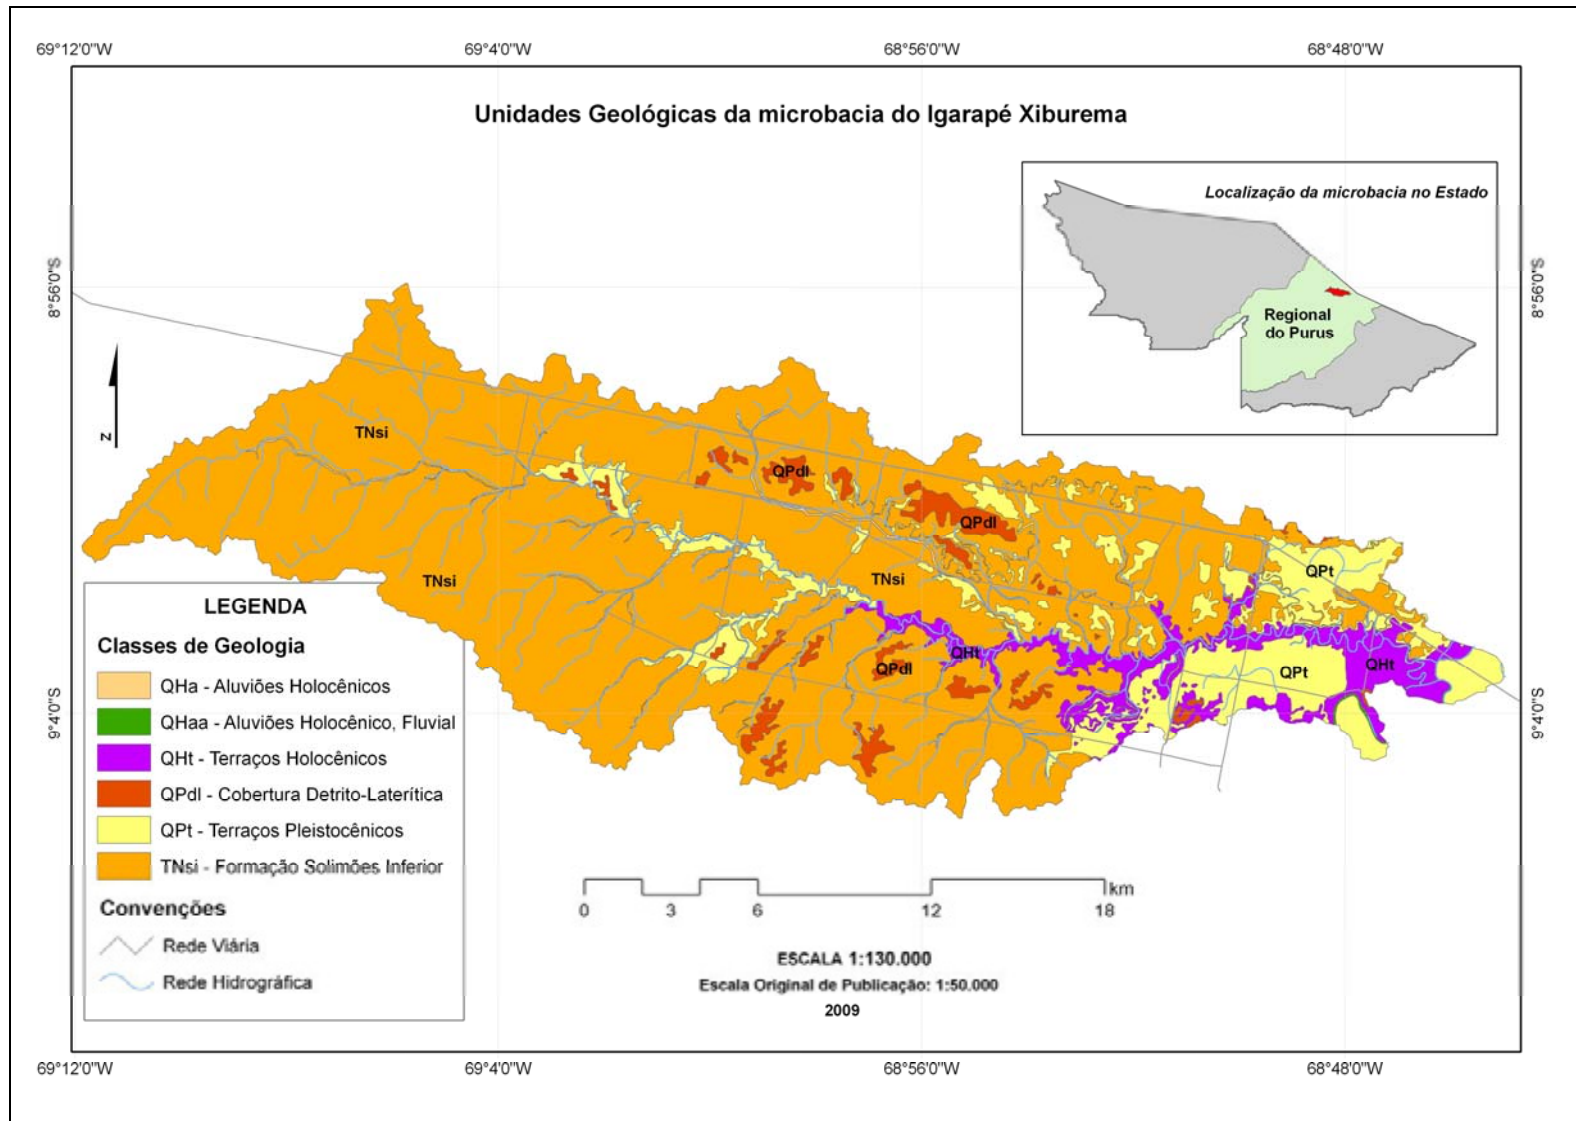 69°12'0"W 69°4'0"W 68°56'0"W 68°48'0"W
Unidades Geológicas da microbacia do Igarapé Xiburema
Localização da microbacia no Estado
Regional
do Purus
8°56'0"S 8°56'0"S
N
TNsi
QPdl
QPdl
TNsi
TNsi
QPt
QHt
QPdl
QPt
QHt
9°4'0"S 9°4'0"S
LEGENDA
Classes de Geologia
QHa - Aluviões Holocênicos
QHaa - Aluviões Holocênico, Fluvial
QHt - Terraços Holocênicos
QPdl - Cobertura Detrito-Laterítica
QPt - Terraços Pleistocênicos
TNsi - Formação Solimões Inferior
Convenções
Rede Viária
Rede Hidrográfica
km
0 3 6 12 18
ESCALA 1:130.000
Escala Original de Publicação: 1:50.000
2009
69°12'0"W 69°4'0"W 68°56'0"W 68°48'0"W